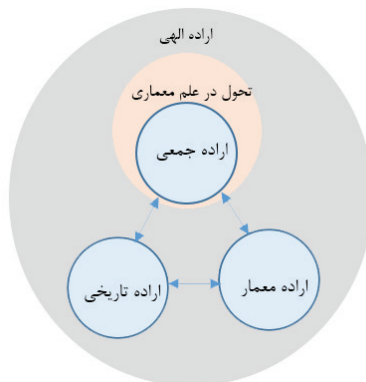 اراده الهی
تحول در علم معماری
اراده جمعی
اراده معمار
اراده تاریخی